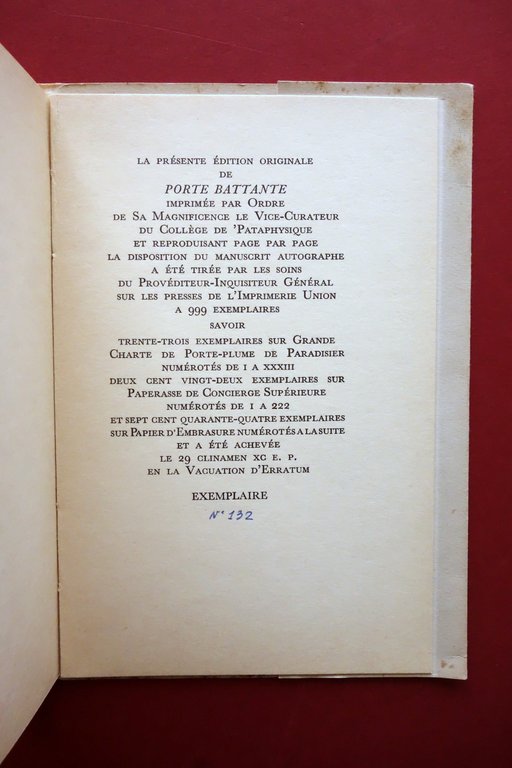 LA PRÉSENTE ÉDITION ORIGINALE
DE
PORTE BATTANTE
IMPRIMÉE PAR ORDRE
DE SA MAGNIFICENCE LE VICE-CURATEUR
DU COLLÈGE DE 'PATAPHYSIQUE
ET REPRODUISANT PAGE PAR PAGE
LA DISPOSITION DU MANUSCRIT AUTOGRAPHE
A ÉTÉ TIRÉE PAR LES SOINS
DU PROVÉDITEUR-INQUISITEUR GÉNÉRAL
SUR LES PRESSES DE L'IMPRIMERIE UNION
A 999 EXEMPLAIRES
SAVOIR
TRENTE-TROIS EXEMPLAIRES SUR GRANDE
CHARTE DE PORTE-PLUME DE PARADISIER
NUMÉROTÉS DE I A XXXIII
DEUX CENT VINGT-DEUX EXEMPLAIRES SUR
PAPERASSE DE CONCIERGE SUPÉRIEURE
NUMÉROTÉS DE 1 A 222
ET SEPT CENT QUARANTE-QUATRE EXEMPLAIRES
SUR PAPIER D'EMBRASURE NUMÉROTÉS A LA SUITE
ET A ÉTÉ ACHEVÉE
LE 29 CLINAMEN XC E. P.
EN LA VACUATION D'ERRATUM
EXEMPLAIRE
N° 132